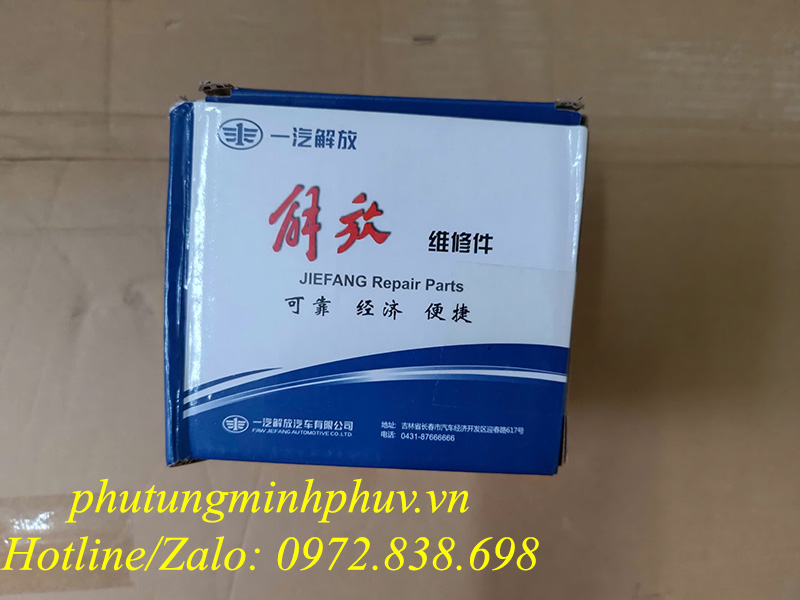 一汽解放
解放 维修件
JIEFANG Repair Parts
可靠 经济 便捷
一汽解放汽车有限公司
FAW JIEFANG AUTOMOTIVE CO.,LTD.
地址: 吉林省长春市汽车经济开发区迎春路617号
电话: 0431-87666666
phutungminhphuv.vn
Hotline/Zalo: 0972.838.698